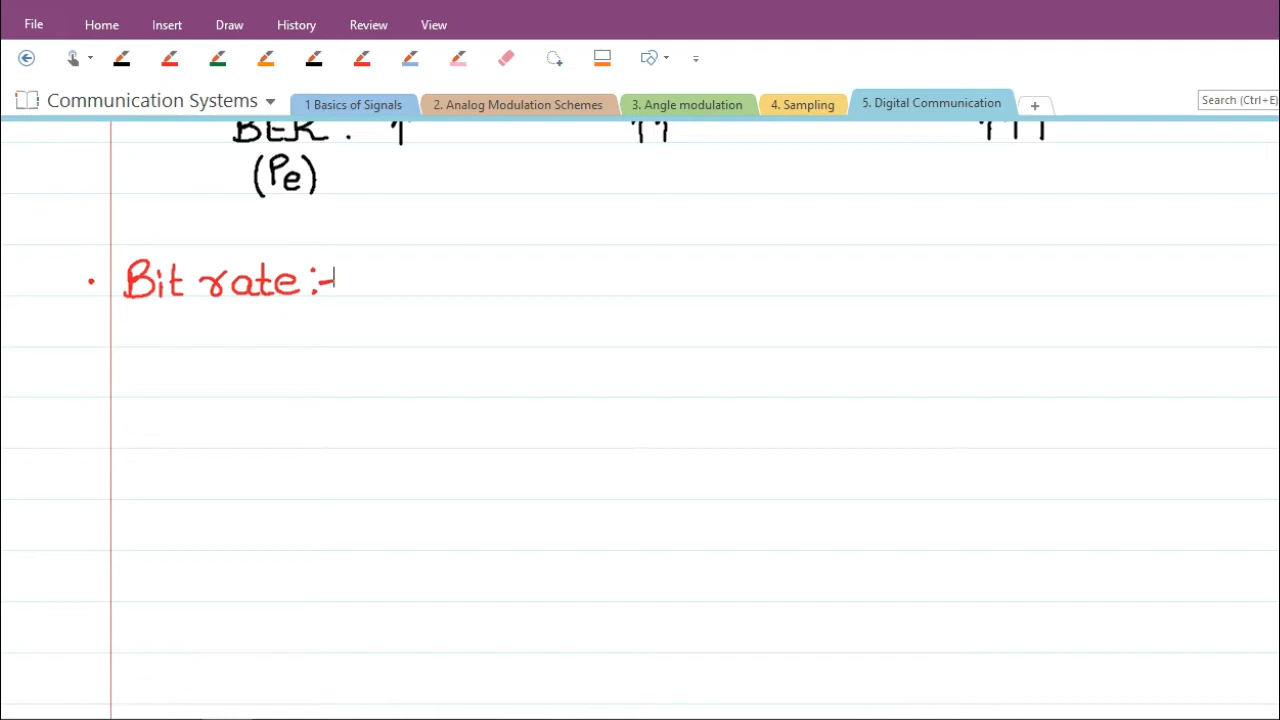 File Home Insert Draw History Review View
Communication Systems 1 Basics of Signals 2. Analog Modulation Schemes 3. Angle modulation 4. Sampling 5. Digital Communication Search (Ctrl+E)
BER :
(Pe)
• Bit rate :-